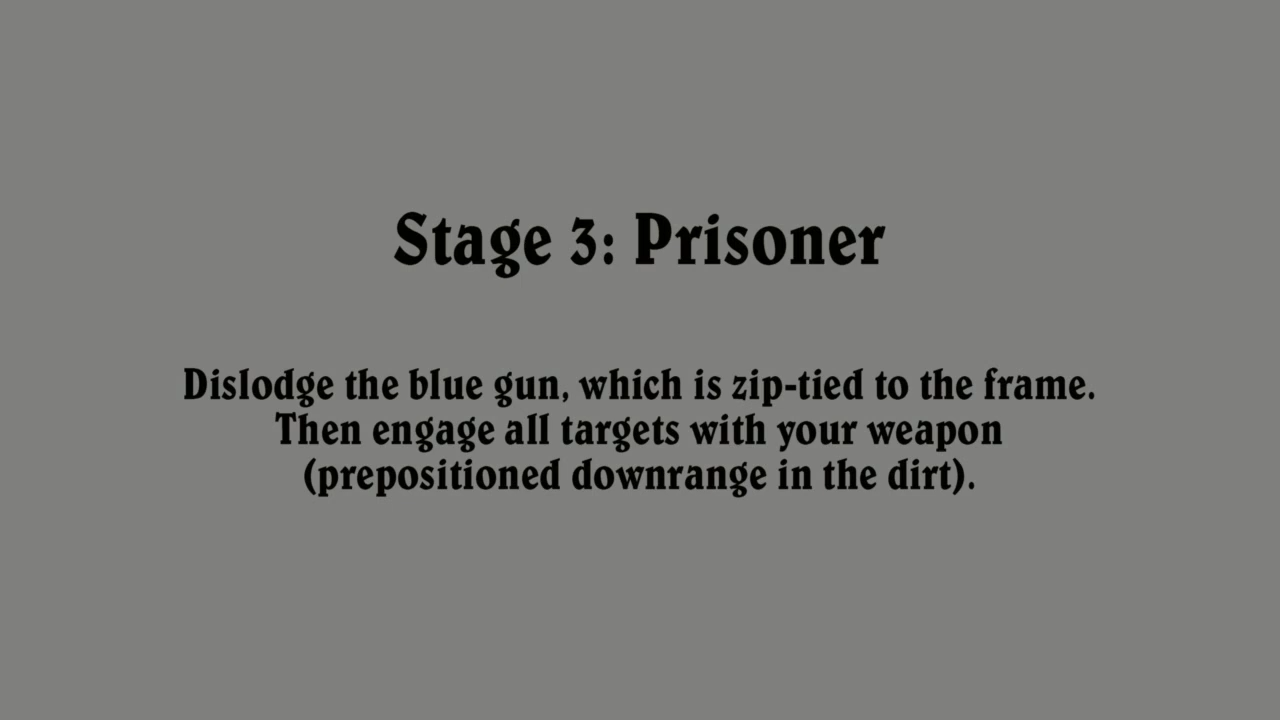 Stage 3: Prisoner
Dislodge the blue gun, which is zip-tied to the frame.
Then engage all targets with your weapon
(prepositioned downrange in the dirt).